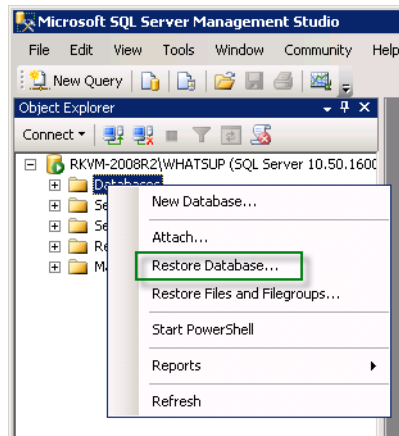 Microsoft SQL Server Management Studio
File Edit View Tools Window Community Help
New Query
Object Explorer
Connect
RKVM-2008R2\WHATSUP (SQL Server 10.50.1600
Databases
New Database...
Attach...
Restore Database...
Restore Files and Filegroups...
Start PowerShell
Reports
Refresh